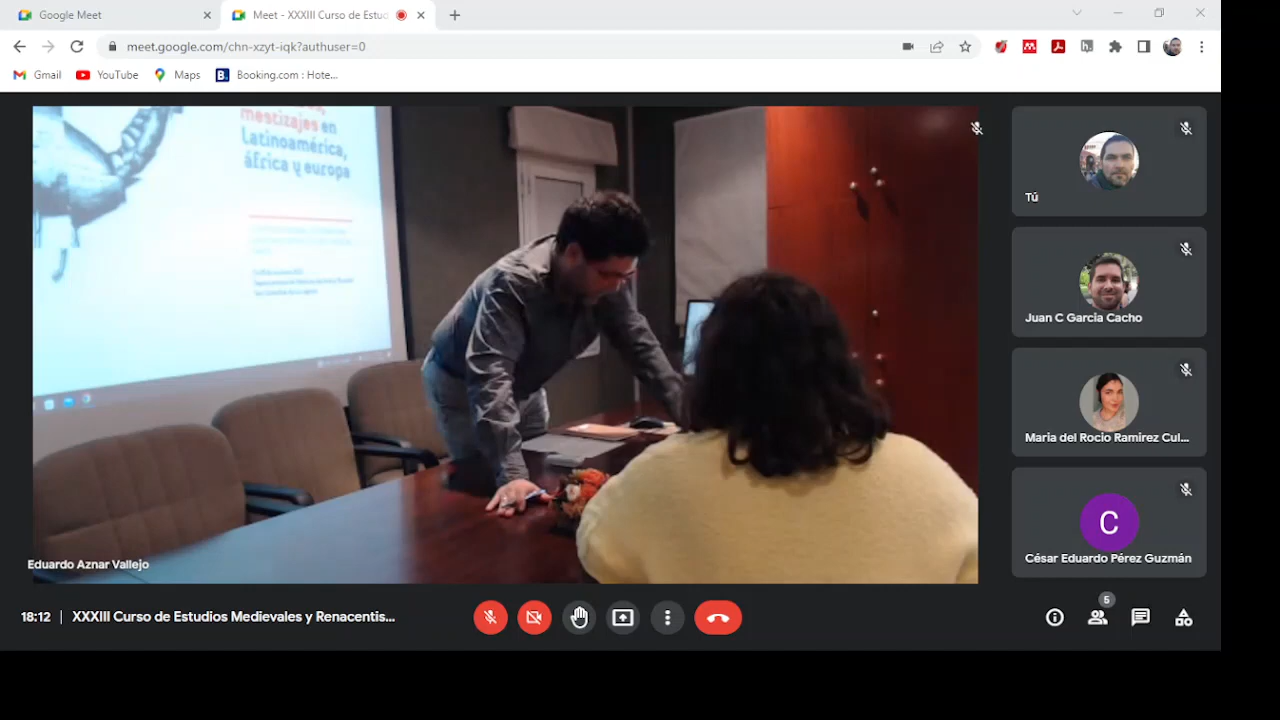 Google Meet
Meet - XXXIII Curso de Estud
meet.google.com/chn-xzyt-iqk?authuser=0
Gmail
YouTube
Maps
B.
Booking.com : Hote...
mestizajes en
latinoamérica,
áfrica y europa
Tú
Juan C Garcia Cacho
Maria del Rocio Ramirez Cul...
C
César Eduardo Pérez Guzmán
Eduardo Aznar Vallejo
18:12 | XXXIII Curso de Estudios Medievales y Renacentis...
5